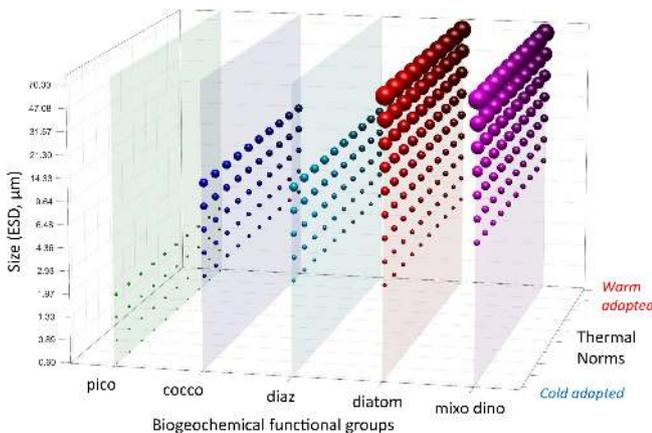 Size (ESD, µm)
70.00
47.08
31.67
21.30
14.33
9.64
6.48
4.36
2.93
1.97
1.33
0.89
0.60
pico
cocco
diaz
diatom
mixo dino
Biogeochemical functional groups
Warm
adapted
Thermal
Norms
Cold adapted